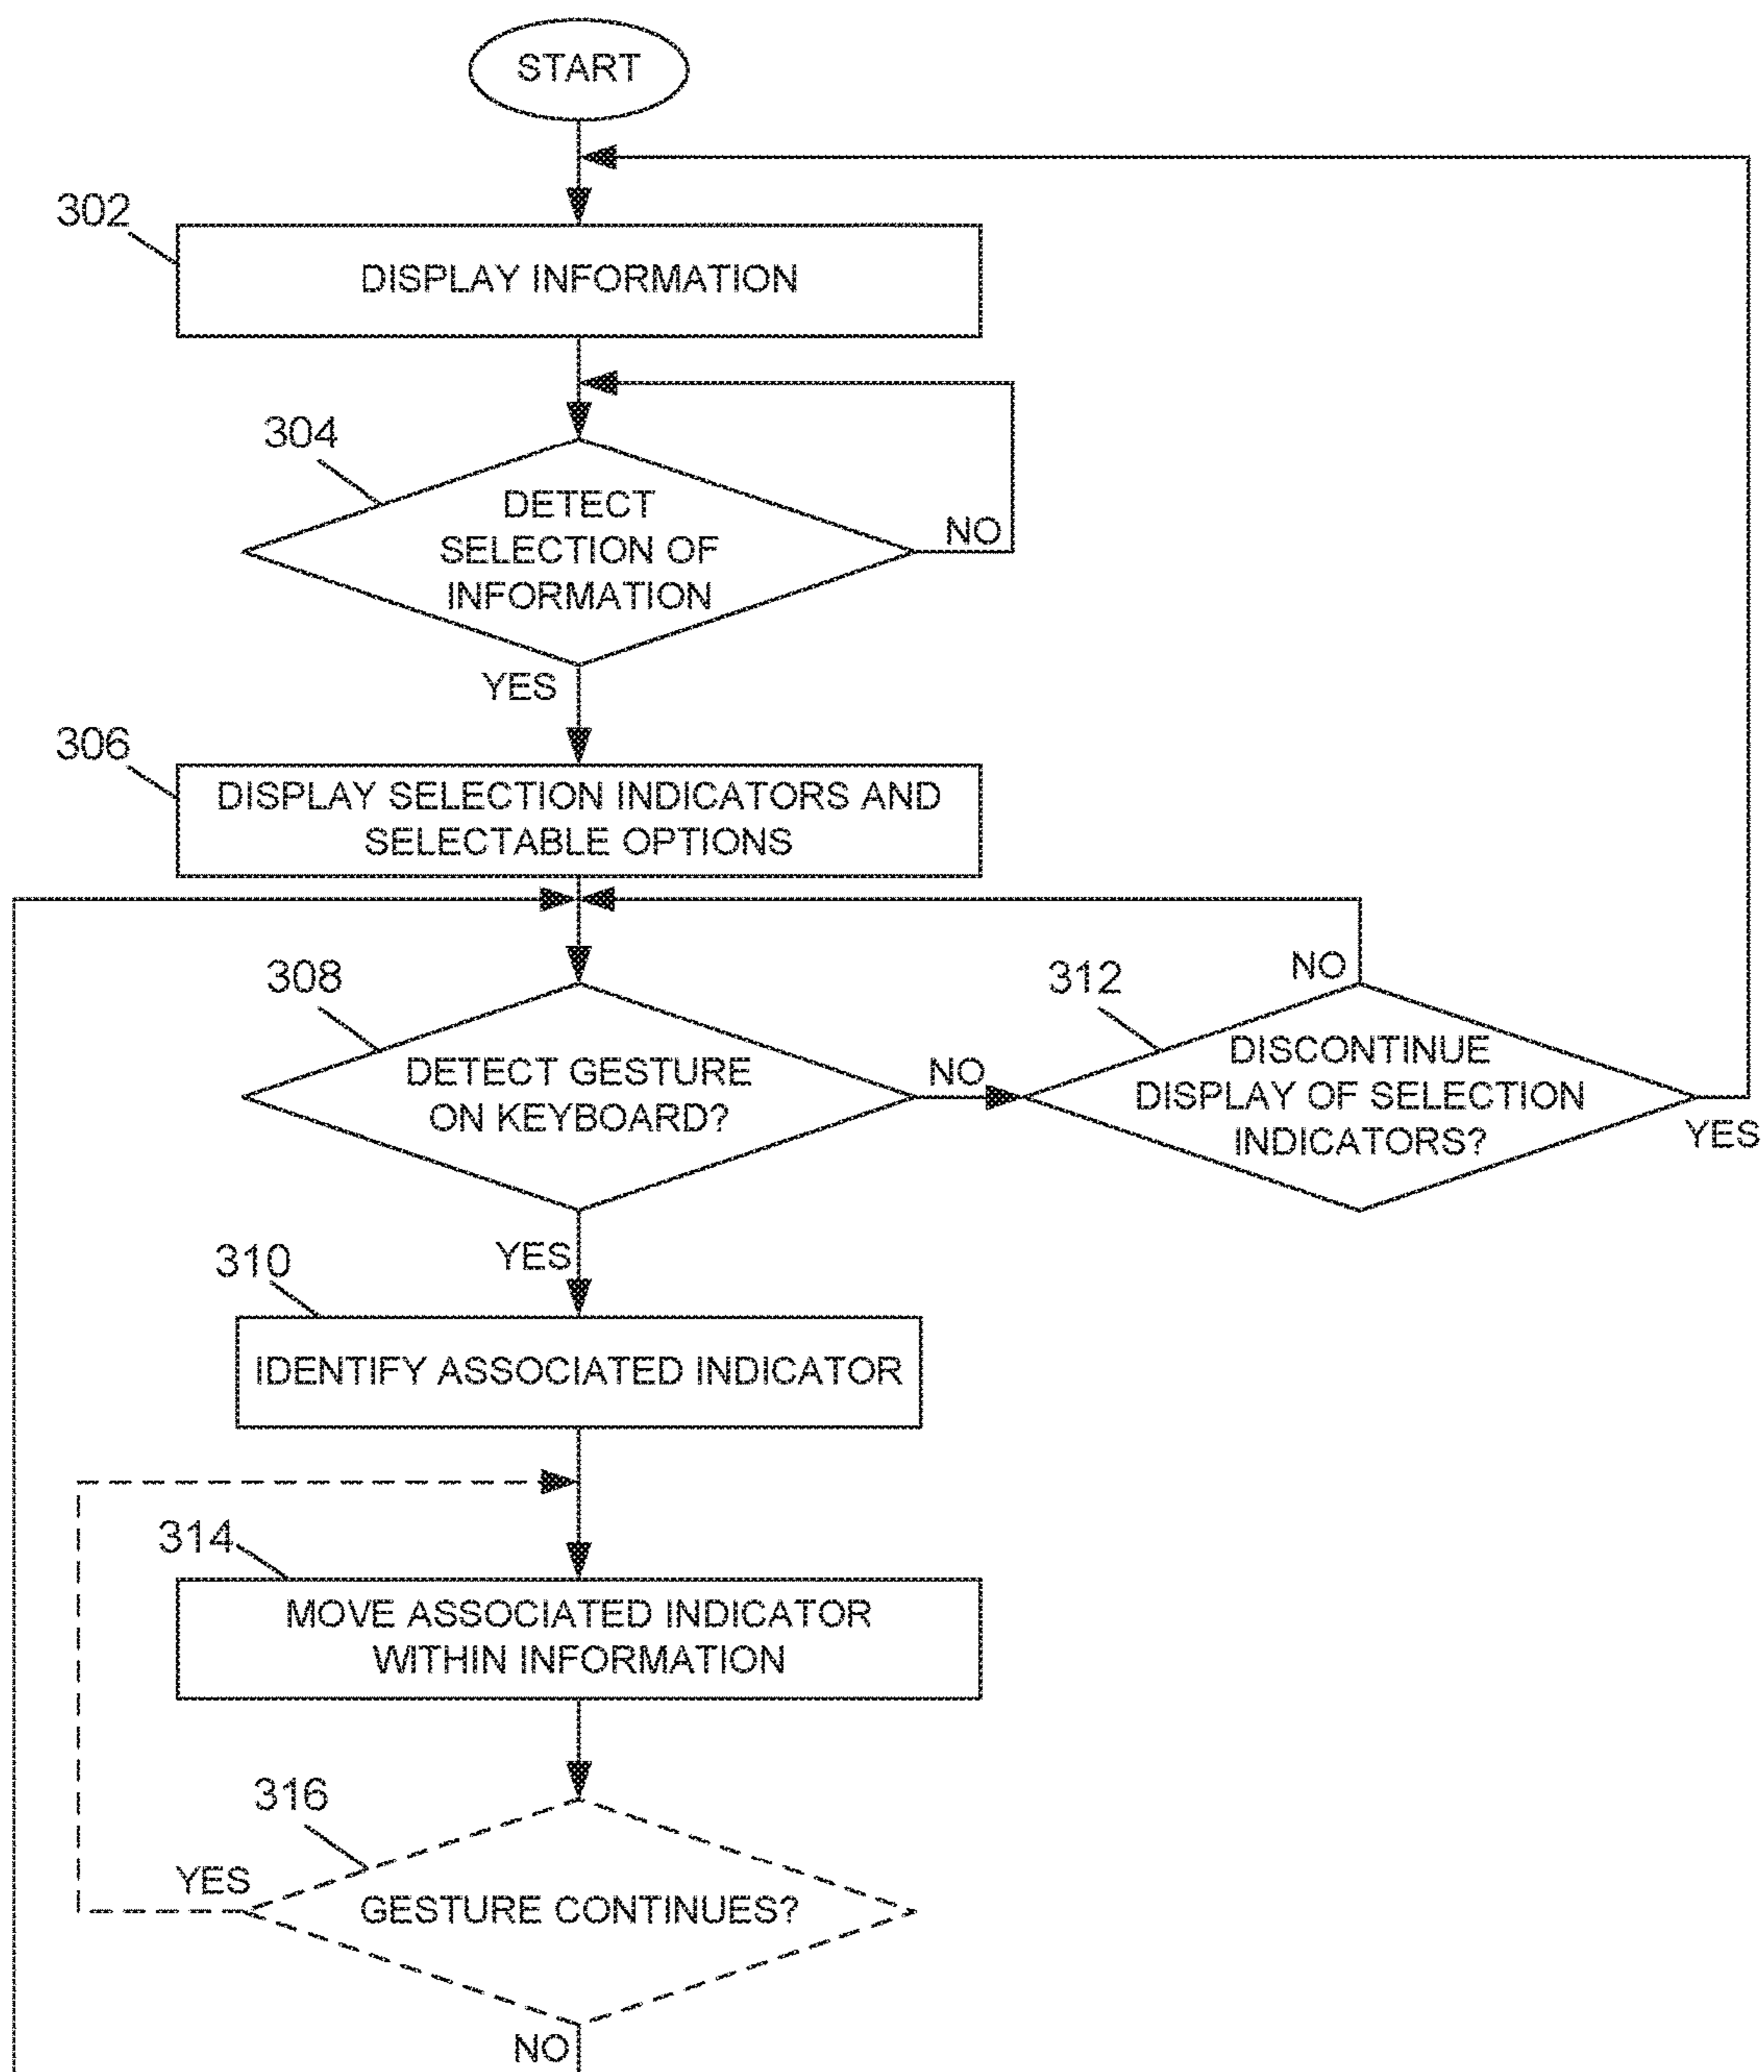 START
302
DISPLAY INFORMATION
304
DETECT
SELECTION OF
INFORMATION
NO
YES
306
DISPLAY SELECTION INDICATORS AND
SELECTABLE OPTIONS
308
DETECT GESTURE
ON KEYBOARD?
NO
312
NO
DISCONTINUE
DISPLAY OF SELECTION
INDICATORS?
YES
YES
310
IDENTIFY ASSOCIATED INDICATOR
314
MOVE ASSOCIATED INDICATOR
WITHIN INFORMATION
316
YES
GESTURE CONTINUES?
NO